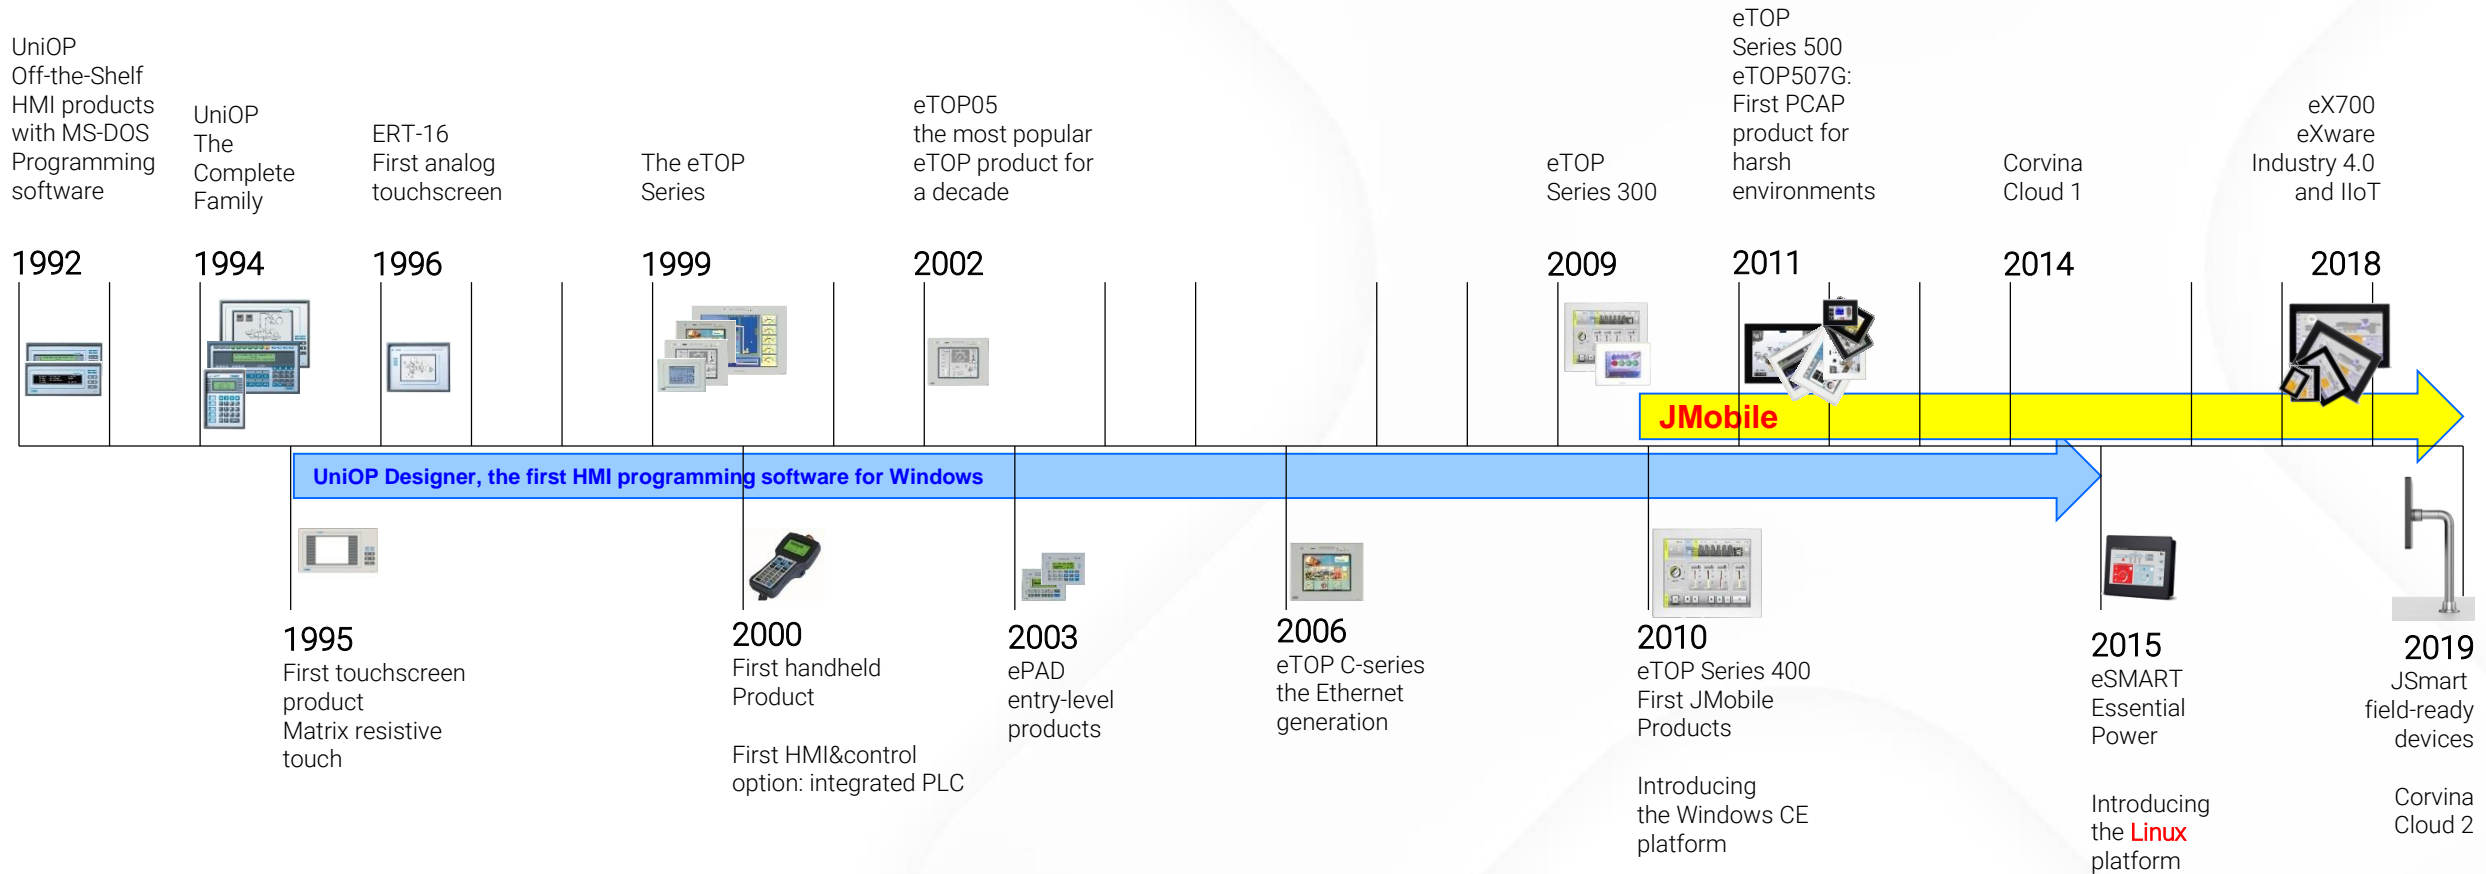 UniOP
Off-the-Shelf
HMI products
with MS-DOS
Programming
software
1992
UniOP
The
Complete
Family
1994
ERT-16
First analog
touchscreen
1996
The eTOP
Series
1999
eTOP05
the most popular
eTOP product for
a decade
2002
eTOP
Series 300
2009
eTOP
Series 500
eTOP507G:
First PCAP
product for
harsh
environments
2011
Corvina
Cloud 1
2014
eX700
eXware
Industry 4.0
and IIoT
2018
JMobile
UniOP Designer, the first HMI programming software for Windows
1995
First touchscreen
product
Matrix resistive
touch
2000
First handheld
Product
First HMI&control
option: integrated PLC
2003
ePAD
entry-level
products
2006
eTOP C-series
the Ethernet
generation
2010
eTOP Series 400
First JMobile
Products
Introducing
the Windows CE
platform
2015
eSMART
Essential
Power
Introducing
the Linux
platform
2019
JSmart
field-ready
devices
Corvina
Cloud 2